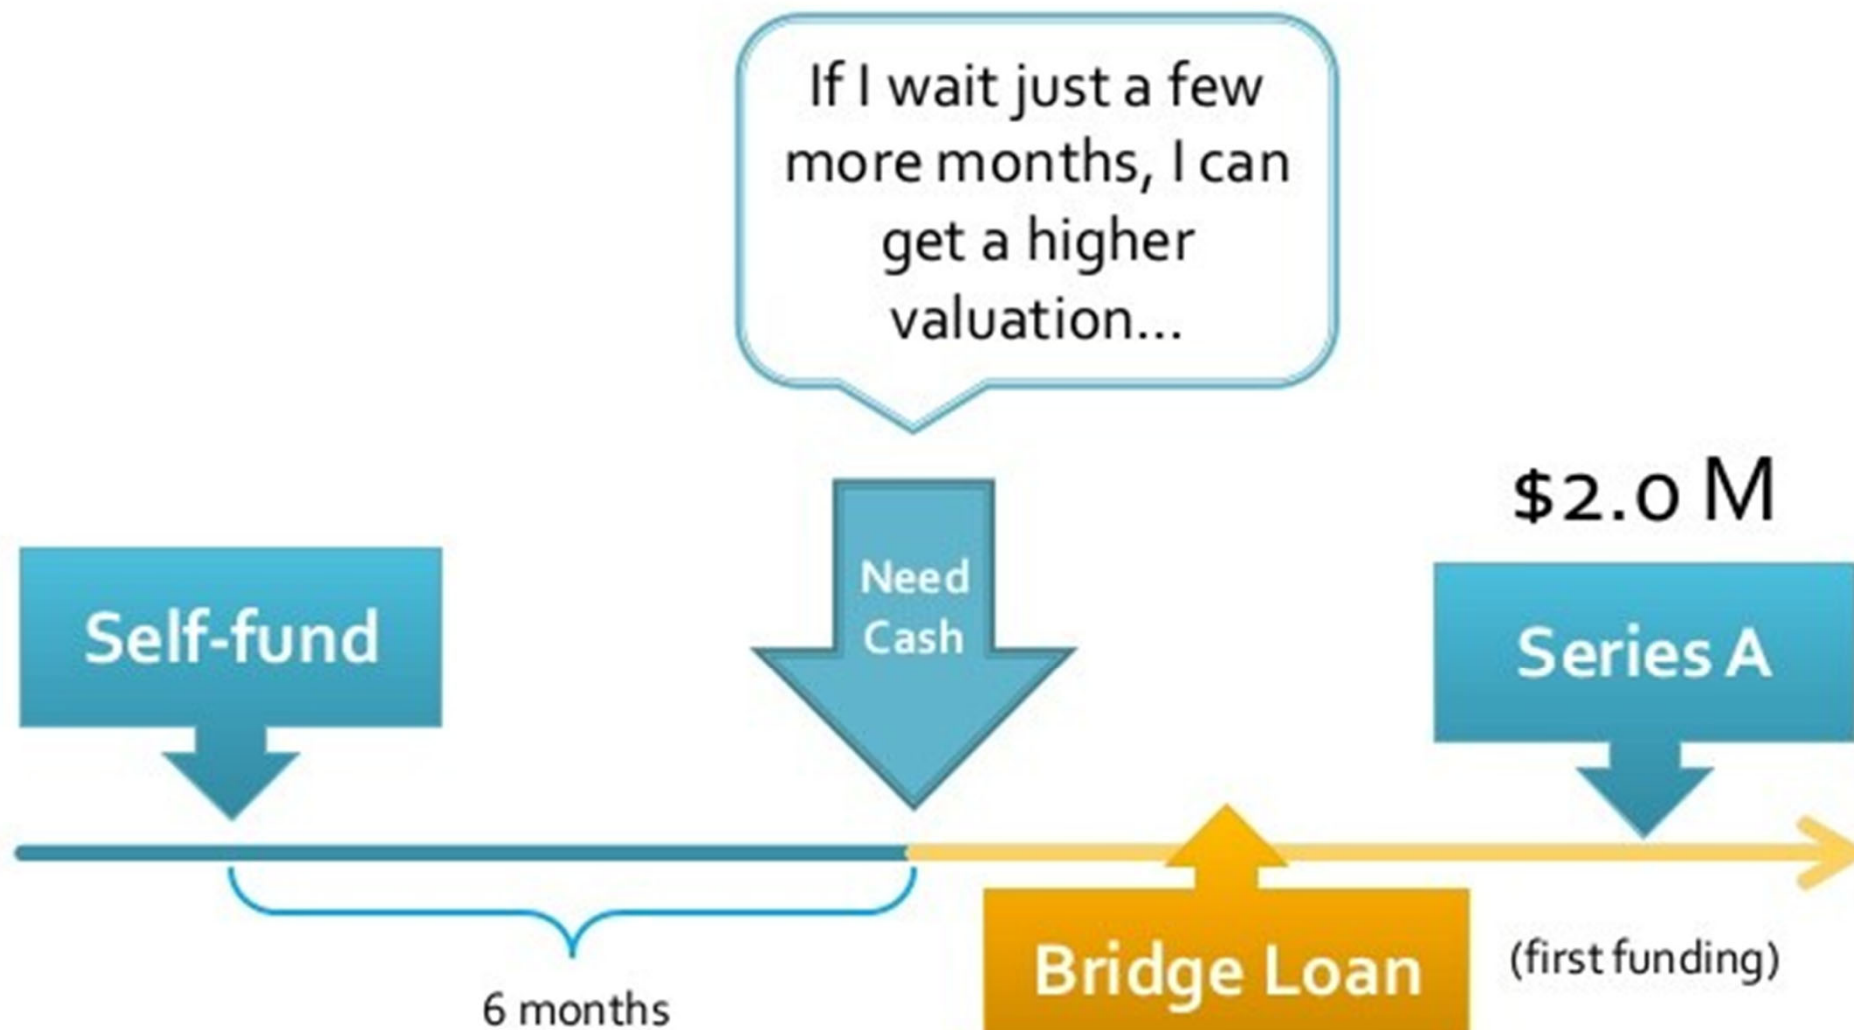 If I wait just a few
more months, I can
get a higher
valuation...
Need
Cash
$2.0 M
Self-fund
Series A
Bridge Loan
(first funding)
6 months